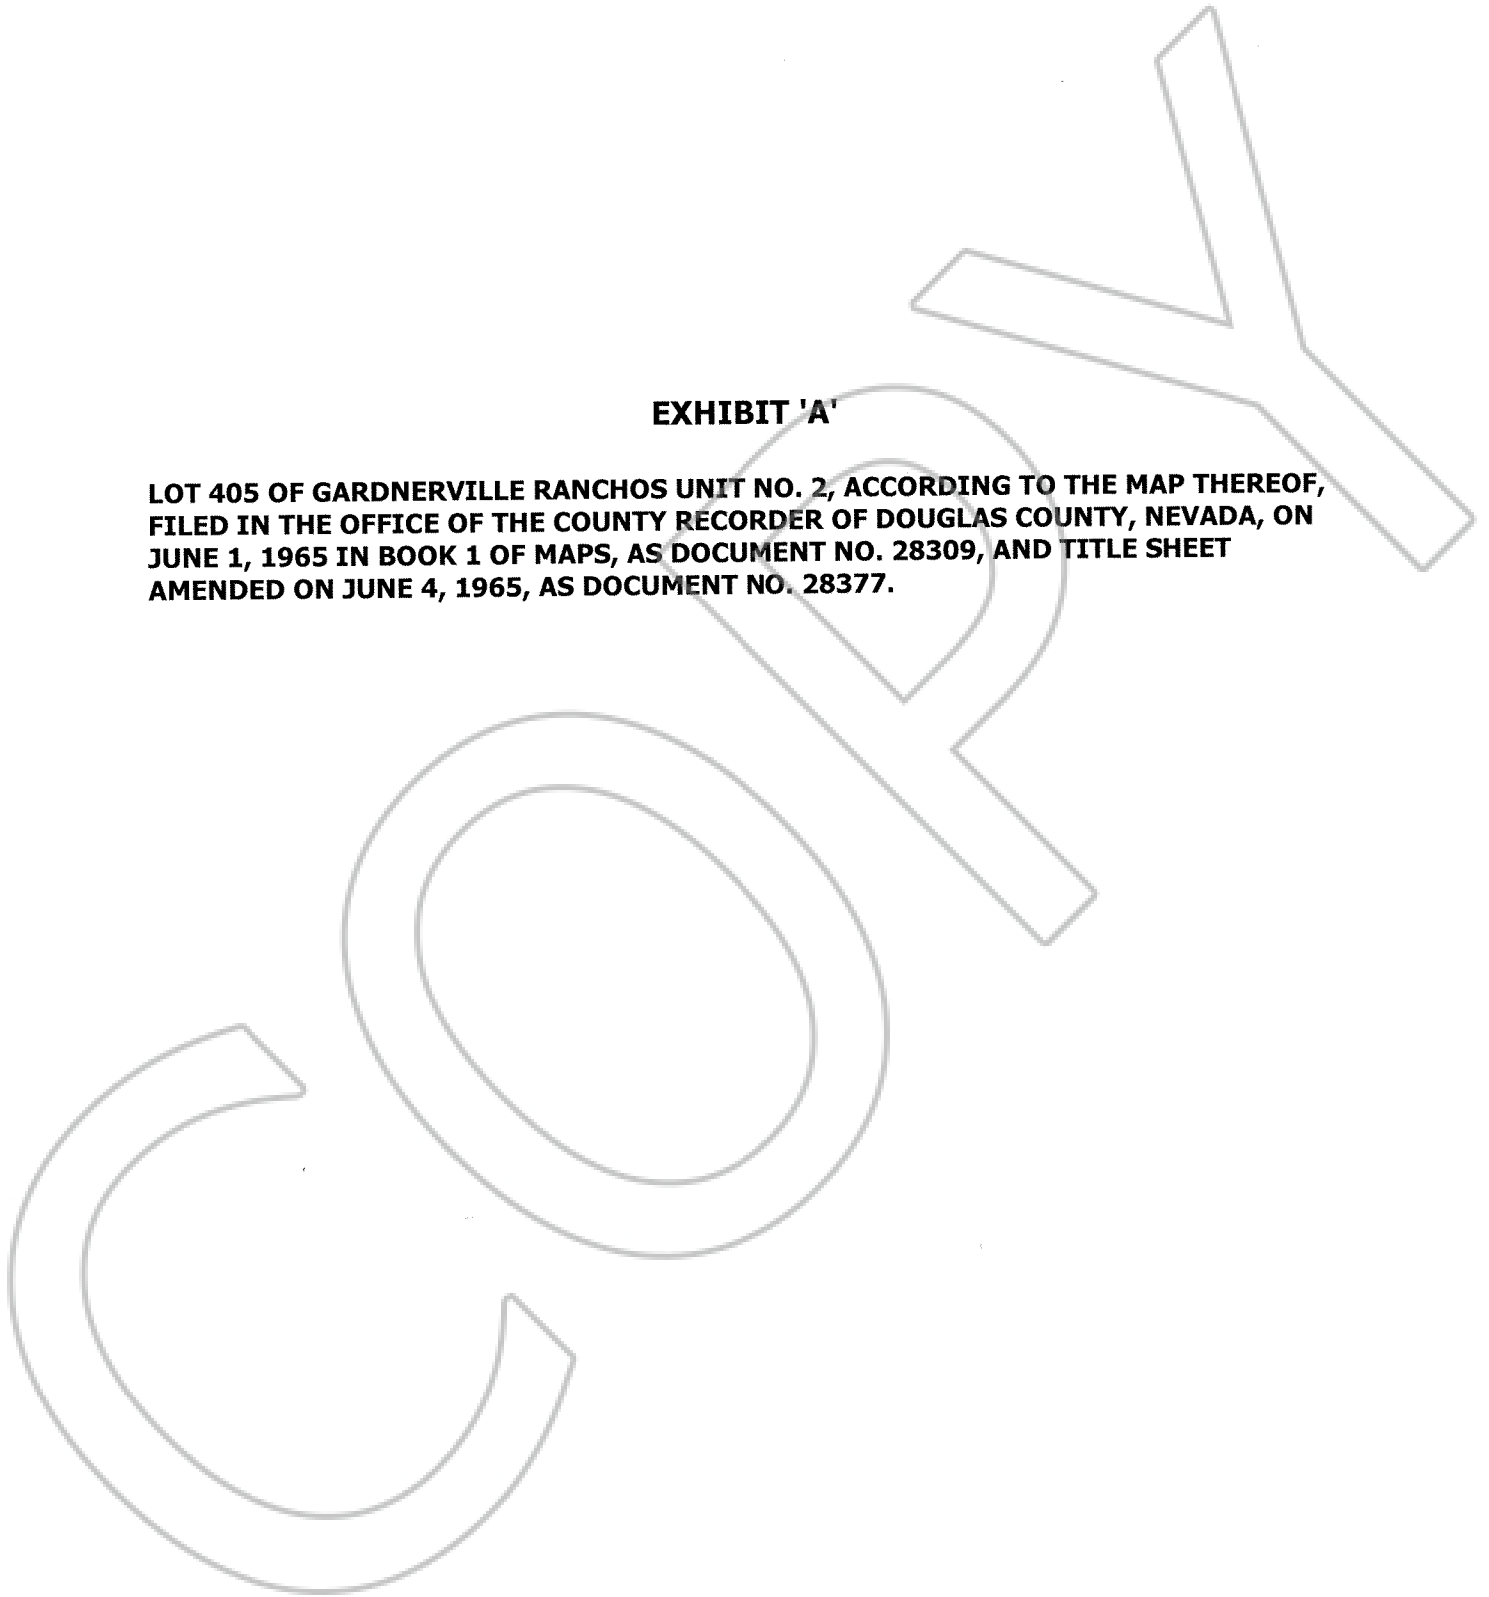 EXHIBIT 'A'
LOT 405 OF GARDNERVILLE RANCHOS UNIT NO. 2, ACCORDING TO THE MAP THEREOF,
FILED IN THE OFFICE OF THE COUNTY RECORDER OF DOUGLAS COUNTY, NEVADA, ON
JUNE 1, 1965 IN BOOK 1 OF MAPS, AS DOCUMENT NO. 28309, AND TITLE SHEET
AMENDED ON JUNE 4, 1965, AS DOCUMENT NO. 28377.
COPY